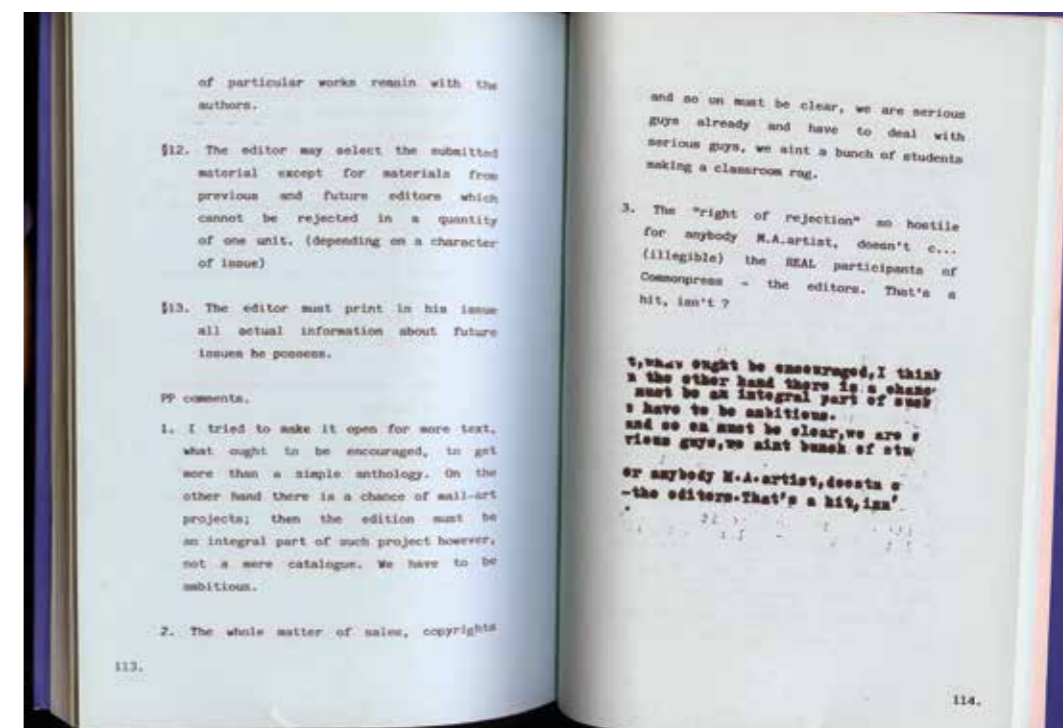 of particular works remain with the
authors.
§12. The editor may select the submitted
material except for materials from
previous and future editors which
cannot be rejected in a quantity
of one unit. (depending on a character
of issue)
§13. The editor must print in his issue
all actual information about future
issues he possess.
PP comments.
1. I tried to make it open for more text,
what ought to be encouraged, to get
more than a simple anthology. On the
other hand there is a chance of mail-art
projects; then the edition must be
an integral part of such project however,
not a mere catalogue. We have to be
ambitious.
2. The whole matter of sales, copyrights
113.
and so un must be clear, we are serious
guys already and have to deal with
serious guys, we aint a bunch of students
making a classroom rag.
3. The "right of rejection" so hostile
for anybody M.A.artist, doesn't c...
(illegible) the REAL participants of
Commonpress - the editors. That's a
hit, isn't ?
t,what ought be encouraged,I think
n the other hand there is a chanc
must be an integral part of such
s have to be ambitious.
and so on must be clear,we are s
rious guys,we aint bunch of stu
or anybody M.A.artist,doesnta c
-the editors.That's a hit,isn'
114.